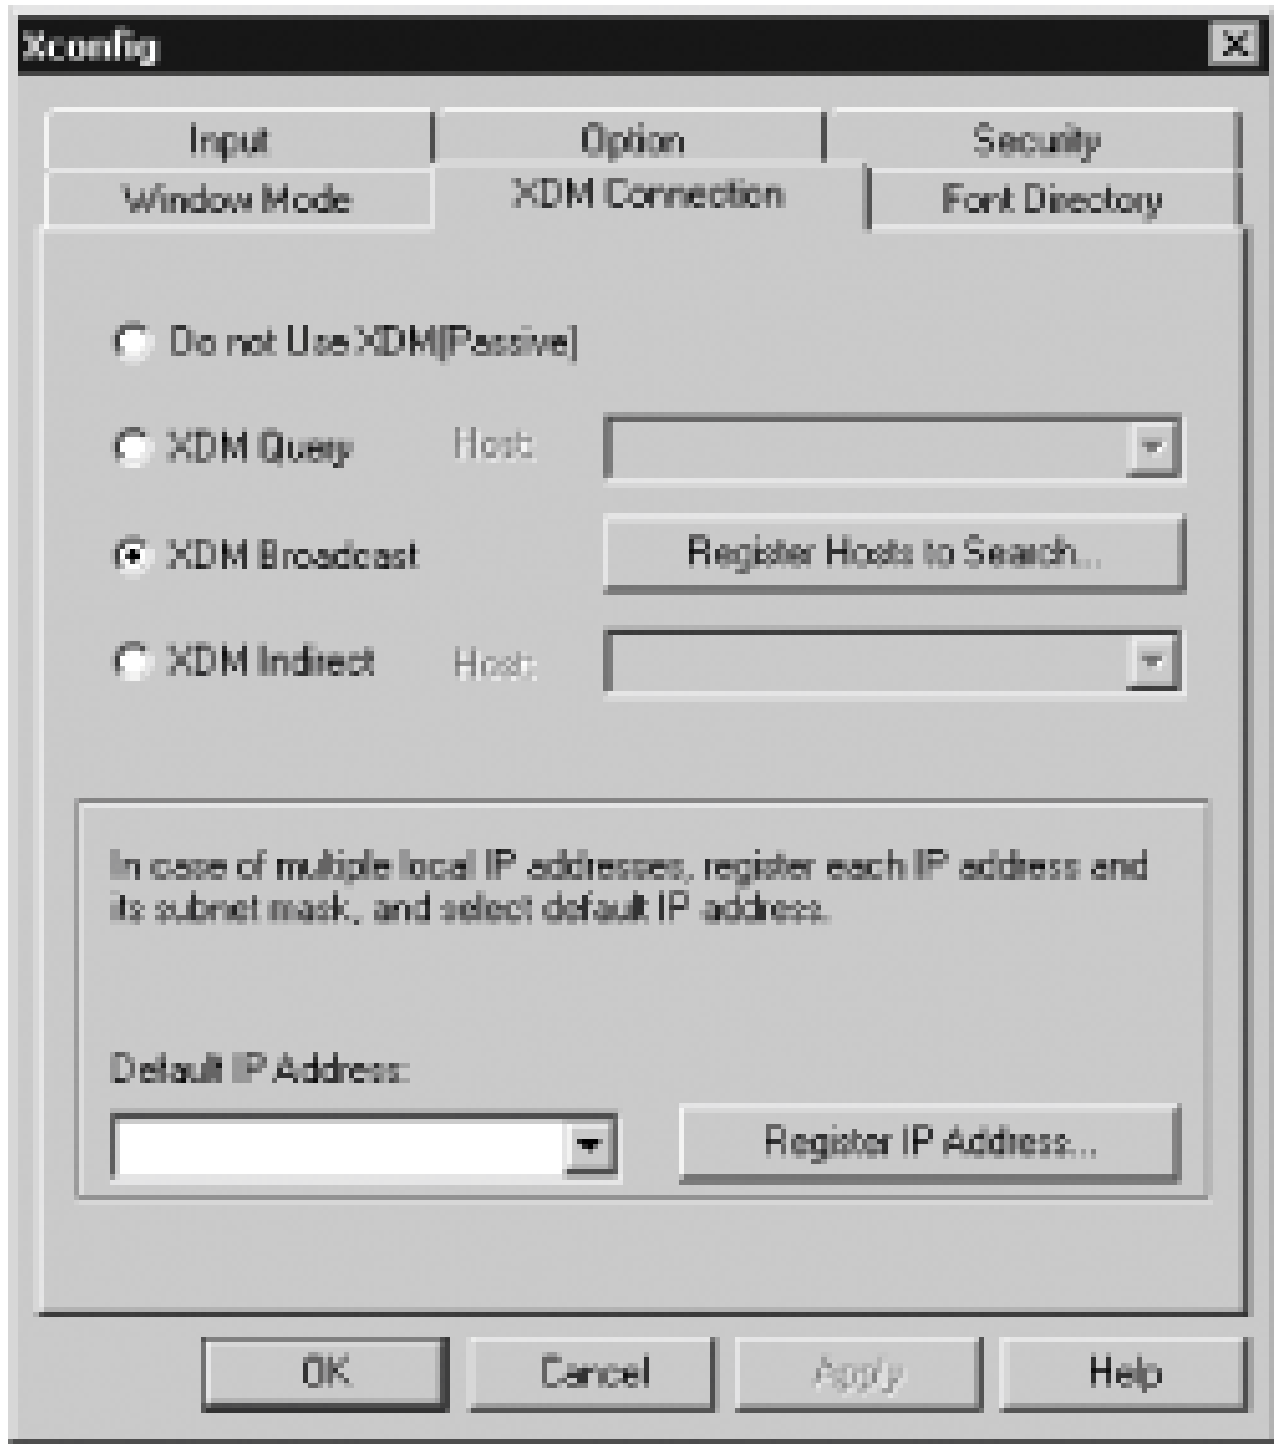 Xconfig
Input Option Security
Window Mode XDM Connection Font Directory
Do not Use XDM(Passive)
XDM Query Host:
XDM Broadcast Register Hosts to Search...
XDM Indirect Host:
In case of multiple local IP addresses, register each IP address and
its subnet mask, and select default IP address.
Default IP Address:
Register IP Address...
OK Cancel Apply Help